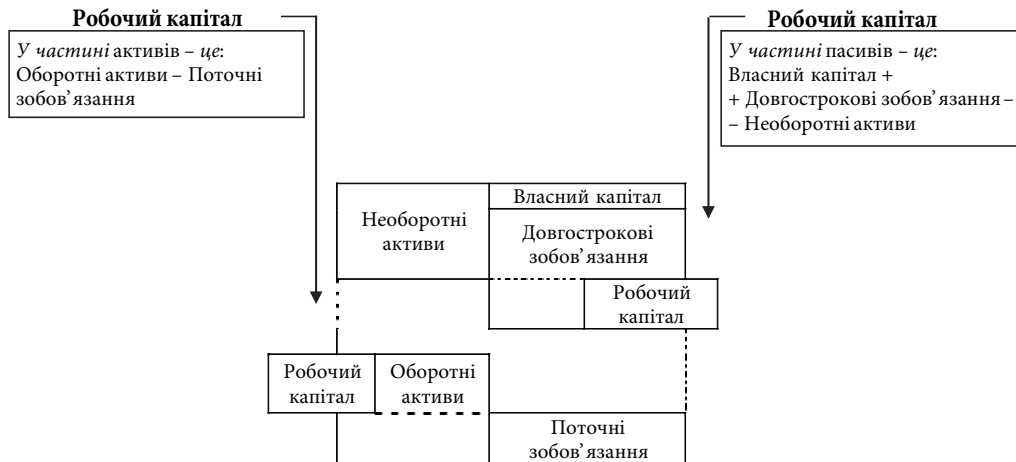 Робочий капітал
У частині активів – це:
Оборотні активи – Поточні
зобов'язання
Робочий капітал
У частині пасивів – це:
Власний капітал +
+ Довгострокові зобов'язання –
– Необоротні активи
Необоротні
активи
Власний капітал
Довгострокові
зобов'язання
Робочий
капітал
Робочий
капітал
Оборотні
активи
Поточні
зобов'язання